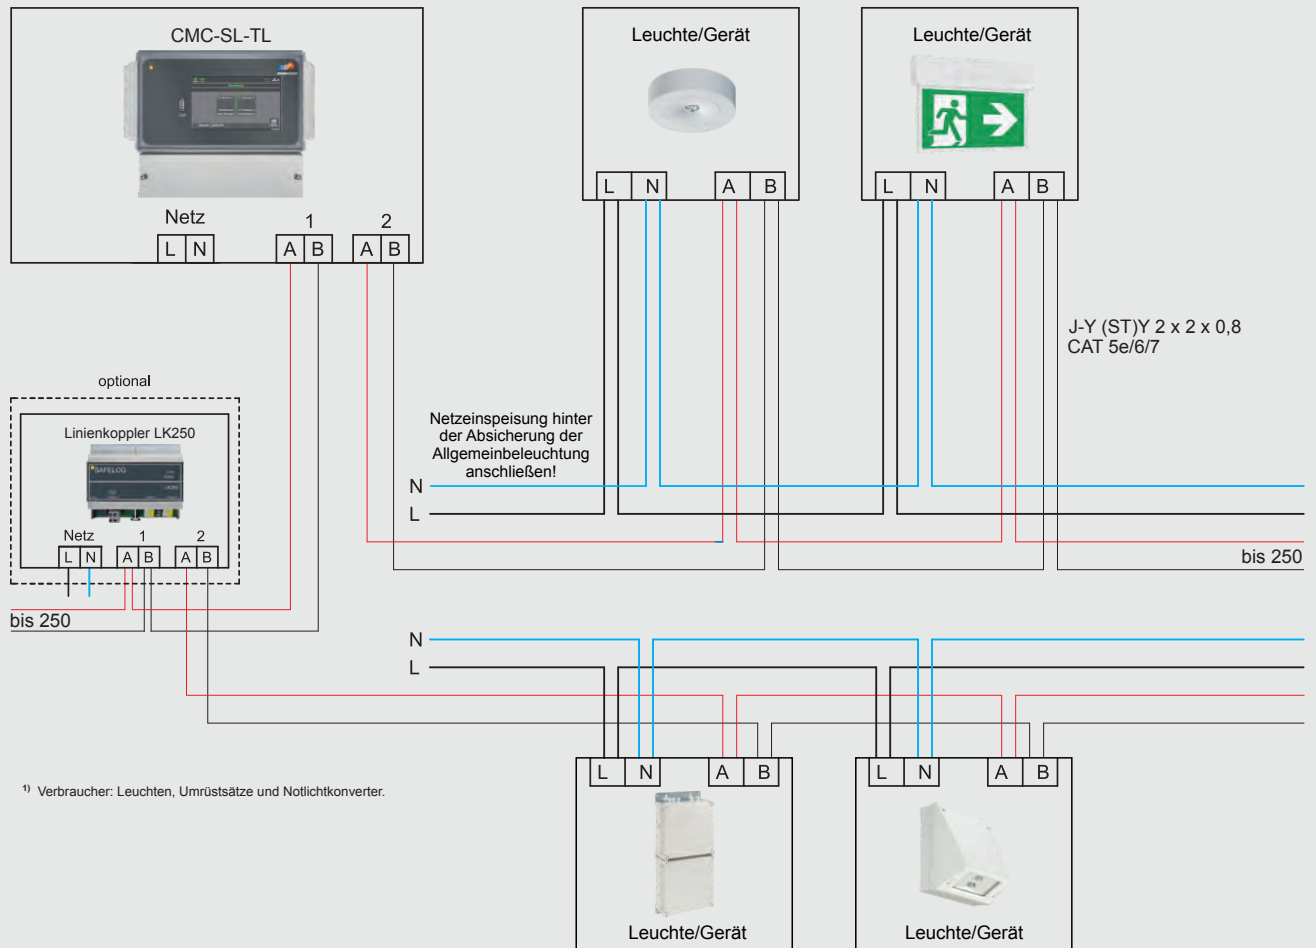 CMC-SL-TL
Netz
1
2
L N
A B
A B
Leuchte/Gerät
L N
A B
Leuchte/Gerät
L N
A B
J-Y (ST)Y 2 x 2 x 0,8
CAT 5e/6/7
optional
Linienkoppler LK250
SAFELOG
Netz
1
2
L N
A B
A B
bis 250
Netzeinspeisung hinter
der Absicherung der
Allgemeinbeleuchtung
anschließen!
N
L
bis 250
N
L
L N
A B
Leuchte/Gerät
L N
A B
Leuchte/Gerät
1) Verbraucher: Leuchten, Umrüstsätze und Notlichtkonverter.